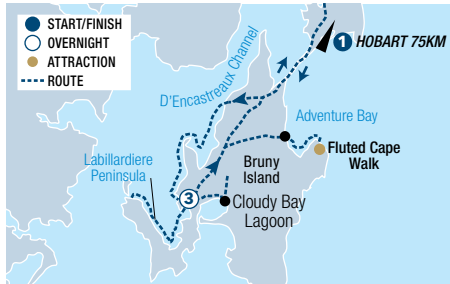 START/FINISH
OVERNIGHT
ATTRACTION
ROUTE
1 HOBART 75KM
D'Encastreaux Channel
Adventure Bay
Fluted Cape
Walk
Labillardiere
Peninsula
Bruny
Island
3
Cloudy Bay
Lagoon